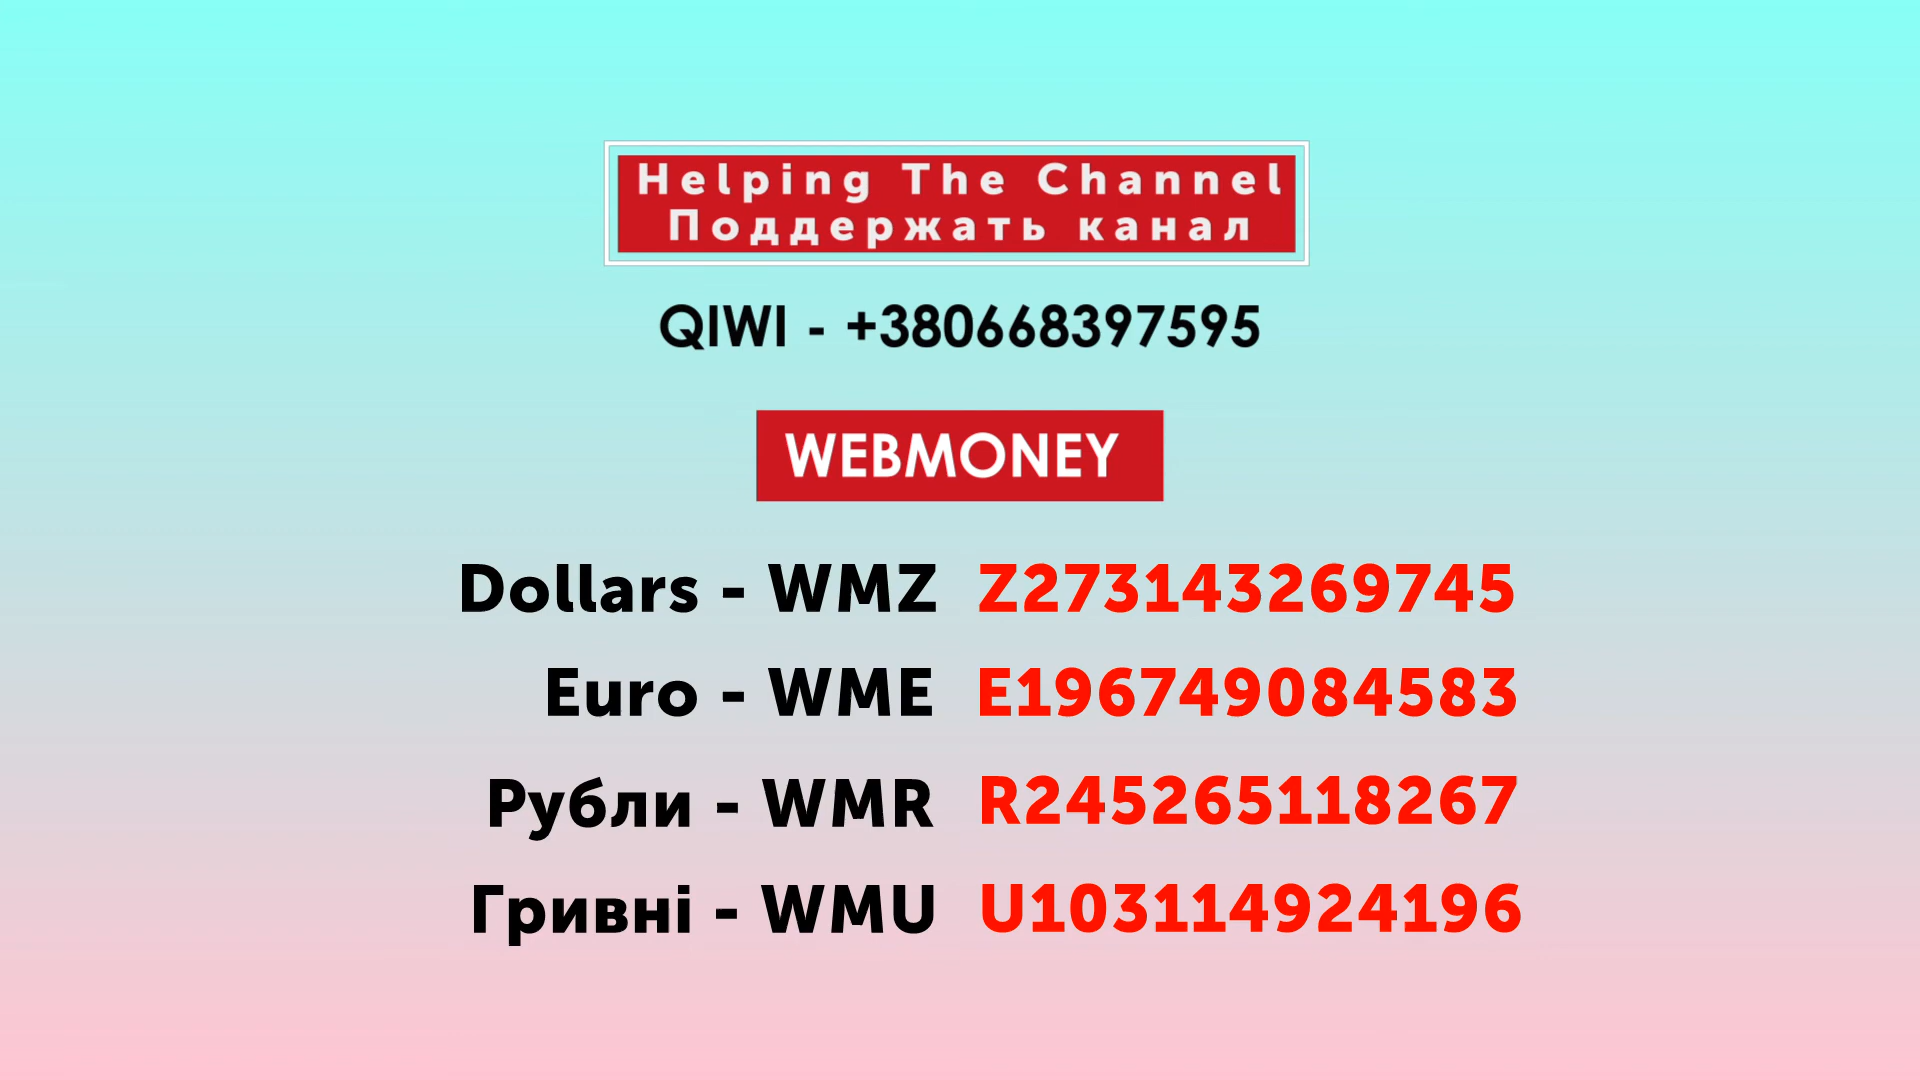 Helping The Channel
Поддержать канал
QIWI - +380668397595
WEBMONEY
Dollars - WMZ Z273143269745
Euro - WME E196749084583
Рубли - WMR R245265118267
Гривні - WMU U103114924196